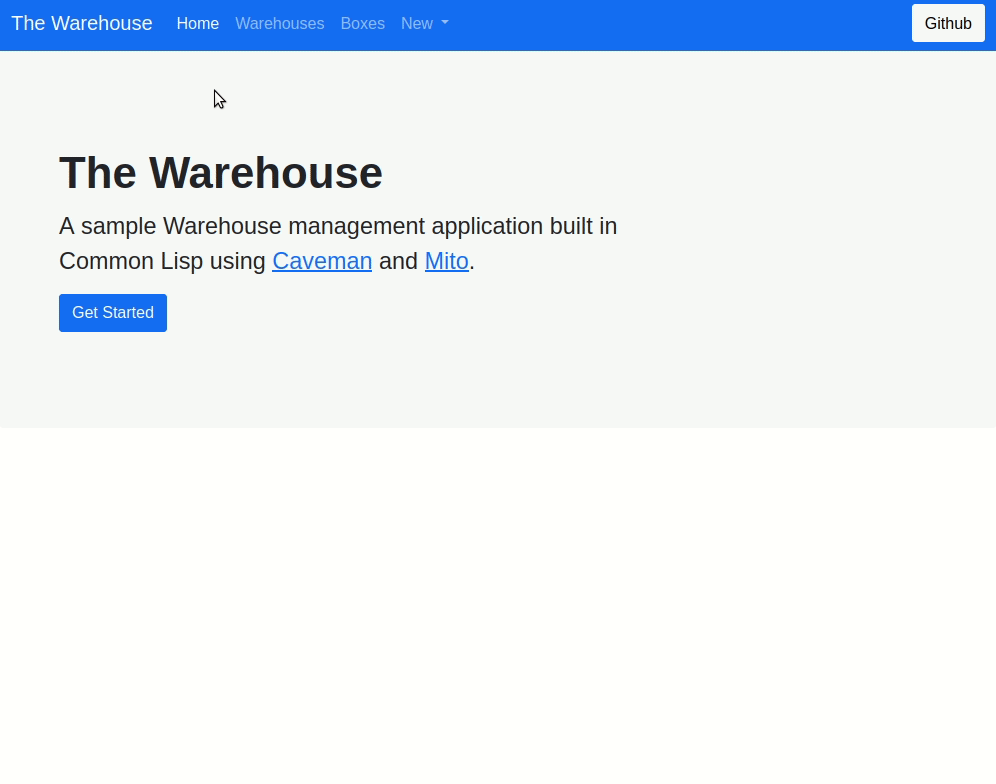 The Warehouse Home Warehouses Boxes New Github
The Warehouse
A sample Warehouse management application built in
Common Lisp using Caveman and Mito.
Get Started